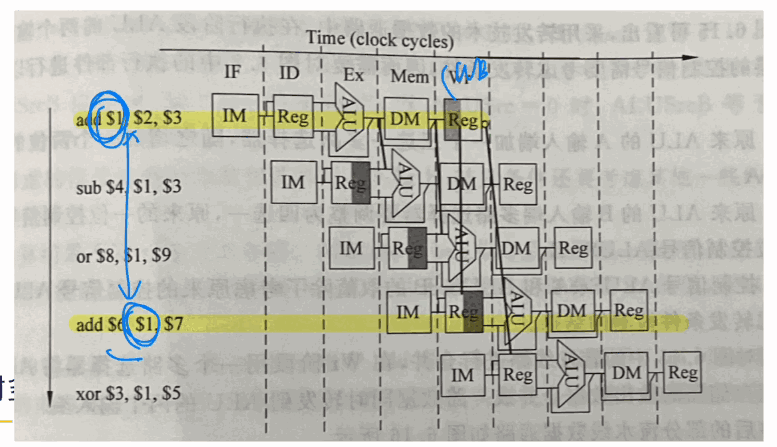 Time (clock cycles)
IF ID Ex Mem WB
add $1, $2, $3 IM Reg ALU DM Reg
sub $4, $1, $3 IM Reg ALU DM Reg
or $8, $1, $9 IM Reg ALU DM Reg
add $6, $1, $7 IM Reg ALU DM Reg
xor $3, $1, $5 IM Reg ALU DM Reg